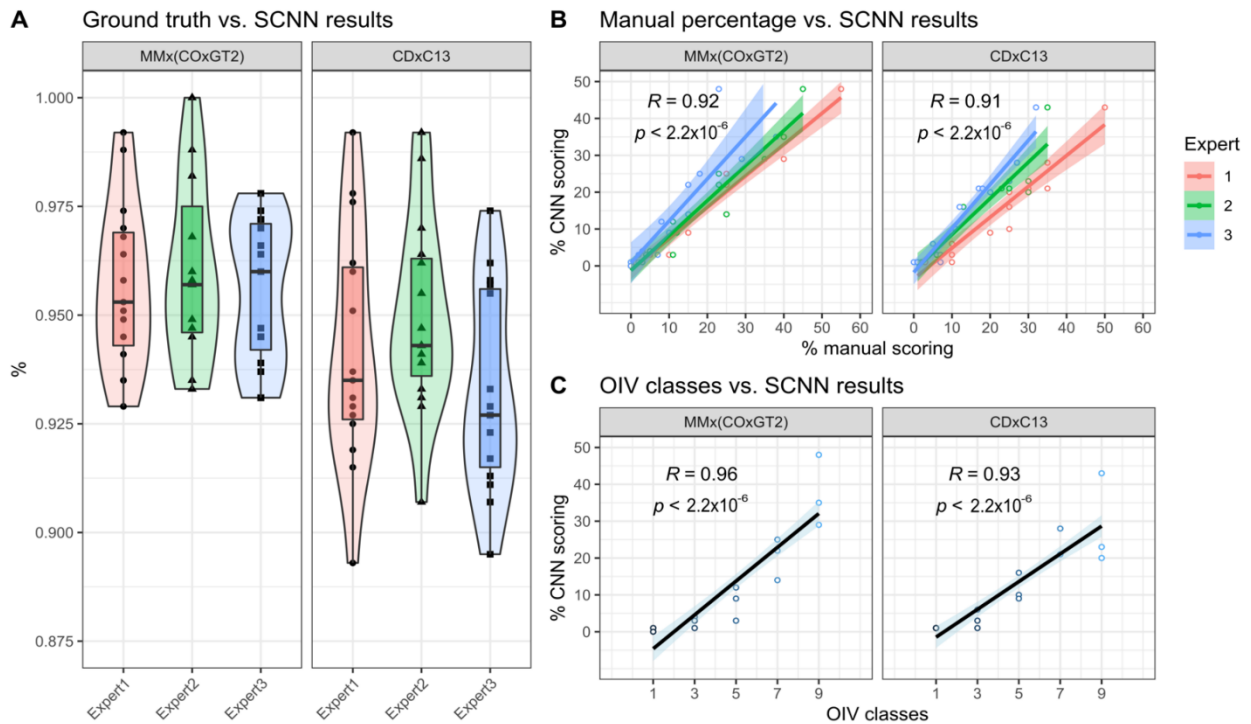 A Ground truth vs. SCNN results
MMx(COxGT2) CDxC13
1.000
0.975
0.950
0.925
0.900
0.875
%
Expert1 Expert2 Expert3 Expert1 Expert2 Expert3
B Manual percentage vs. SCNN results
MMx(COxGT2) CDxC13
50
40
30
20
10
0
% CNN scoring
R = 0.92
p < 2.2x10⁻⁶
R = 0.91
p < 2.2x10⁻⁶
0 10 20 30 40 50 60 0 10 20 30 40 50 60
% manual scoring
Expert
1
2
3
C OIV classes vs. SCNN results
MMx(COxGT2) CDxC13
50
40
30
20
10
0
% CNN scoring
R = 0.96
p < 2.2x10⁻⁶
R = 0.93
p < 2.2x10⁻⁶
1 3 5 7 9 1 3 5 7 9
OIV classes